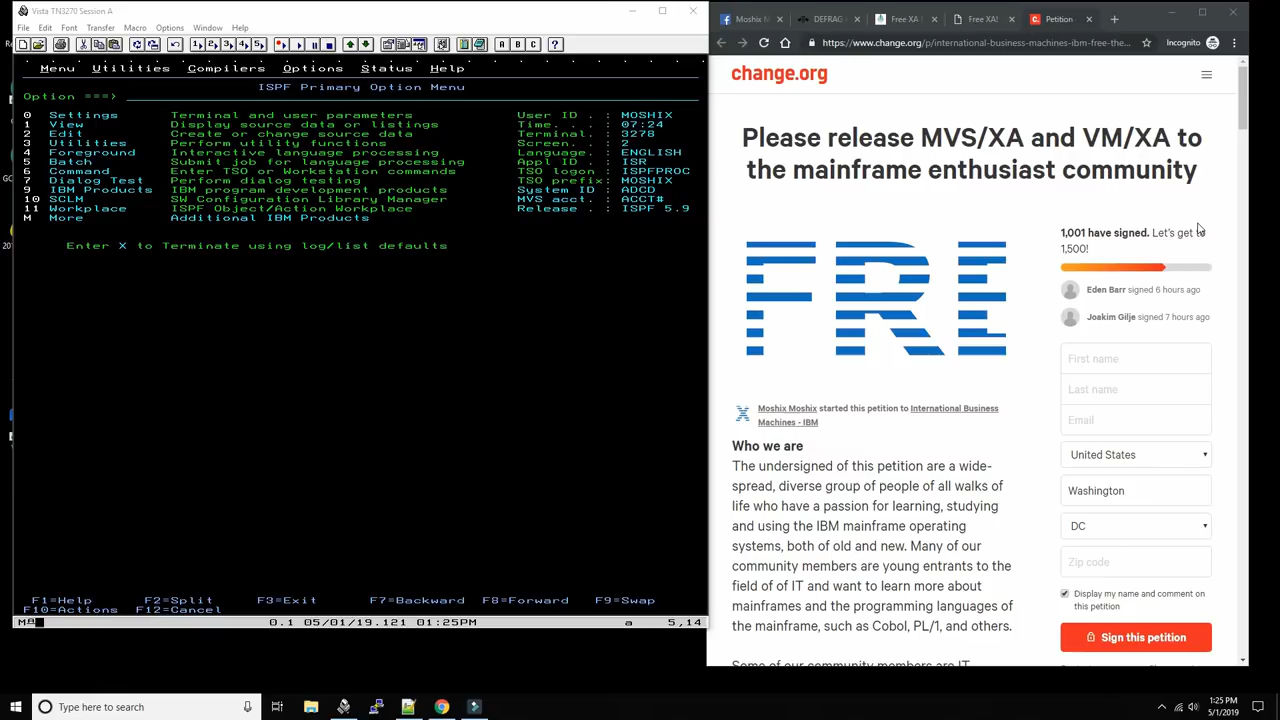 Vista TN3270 Session A
File Edit Font Transfer Macro Options Window Help
Menu Utilities Compilers Options Status Help
ISPF Primary Option Menu
Option ===>
0 Settings Terminal and user parameters User ID . : MOSHIX
1 View Display source data or listings Time. . . : 07:24
2 Edit Create or change source data Terminal. : 3278
3 Utilities Perform utility functions Screen. . : 2
4 Foreground Interactive language processing Language. : ENGLISH
5 Batch Submit job for language processing Appl ID . : ISR
6 Command Enter TSO or Workstation commands TSO logon : ISPFPROC
7 Dialog Test Perform dialog testing TSO prefix: MOSHIX
9 IBM Products IBM program development products System ID : ADCD
10 SCLM SW Configuration Library Manager MVS acct. : ACCT#
11 Workplace ISPF Object/Action Workplace Release . : ISPF 5.9
M More Additional IBM Products
Enter X to Terminate using log/list defaults
F1=Help F2=Split F3=Exit F7=Backward F8=Forward F9=Swap
F10=Actions F12=Cancel
0.1 05/01/19.121 01:25PM a 5,14
Moshix M DEFRAG Free XA Free XA! Petition
https://www.change.org/p/international-business-machines-ibm-free-the... Incognito
change.org
Please release MVS/XA and VM/XA to
the mainframe enthusiast community
1,001 have signed. Let's get to
1,500!
Eden Barr signed 6 hours ago
Joakim Gilje signed 7 hours ago
FRE
First name
Last name
Email
United States
Washington
DC
Zip code
Display my name and comment on
this petition
Sign this petition
Moshix Moshix started this petition to International Business
Machines - IBM
Who we are
The undersigned of this petition are a wide-
spread, diverse group of people of all walks of
life who have a passion for learning, studying
and using the IBM mainframe operating
systems, both of old and new. Many of our
community members are young entrants to the
field of of IT and want to learn more about
mainframes and the programming languages of
the mainframe, such as Cobol, PL/1, and others.
Some of our community members are IT
Type here to search
1:25 PM
5/1/2019